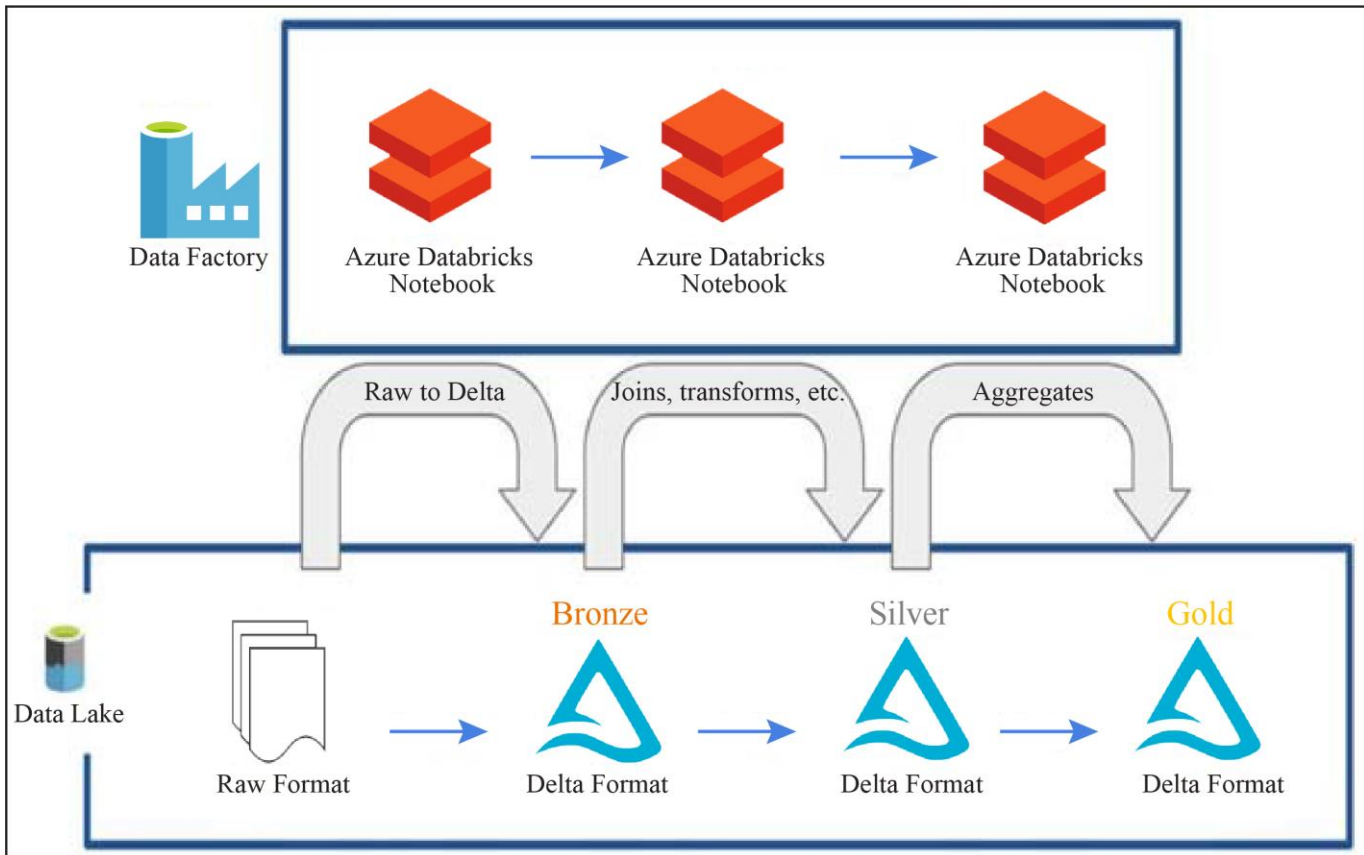 Data Factory
Azure Databricks
Notebook
Azure Databricks
Notebook
Azure Databricks
Notebook
Raw to Delta
Joins, transforms, etc.
Aggregates
Data Lake
Bronze
Silver
Gold
Raw Format
Delta Format
Delta Format
Delta Format